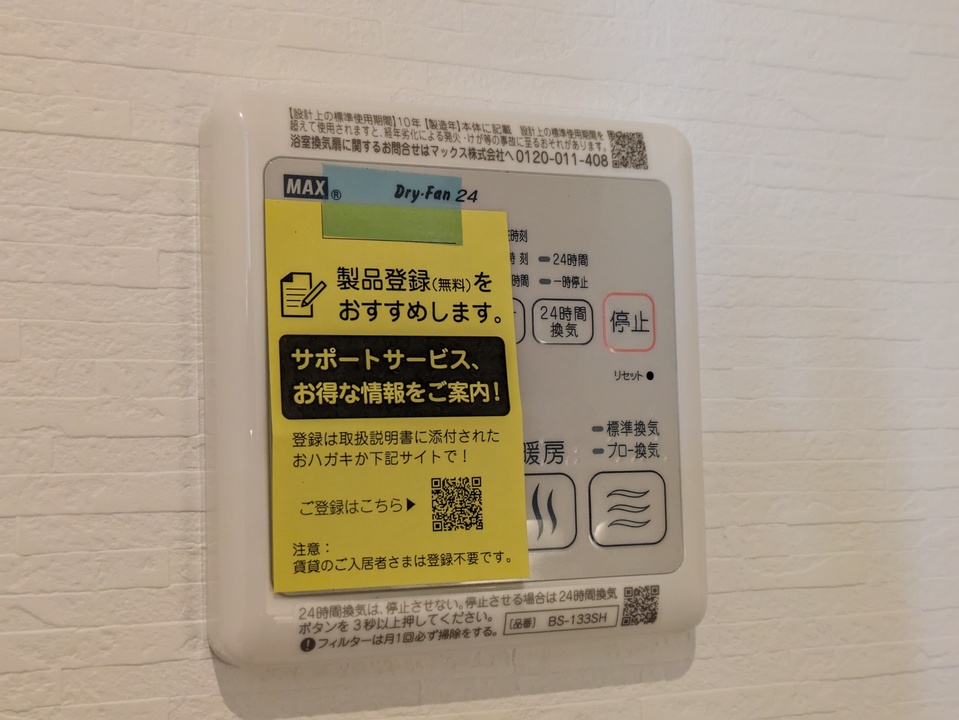 【設計上の標準使用期間】10年 【製造年】本体に記載 設計上の標準使用期間を
超えて使用されますと、経年劣化による発火・けが等の事故に至るおそれがあります。
浴室換気扇に関するお問合せはマックス株式会社へ 0120-011-408
MAX® Dry-Fan 24
時刻
時刻 24時間
時間 一時停止
24時間
換気
停止
リセット
標準換気
暖房 プロー換気
製品登録(無料)を
おすすめします。
サポートサービス、
お得な情報をご案内!
登録は取扱説明書に添付された
おハガキか下記サイトで!
ご登録はこちら▶
注意:
賃貸のご入居者さまは登録不要です。
24時間換気は、停止させない。停止させる場合は24時間換気
ボタンを3秒以上押してください。
フィルターは月1回必ず掃除をする。 [品番] BS-133SH